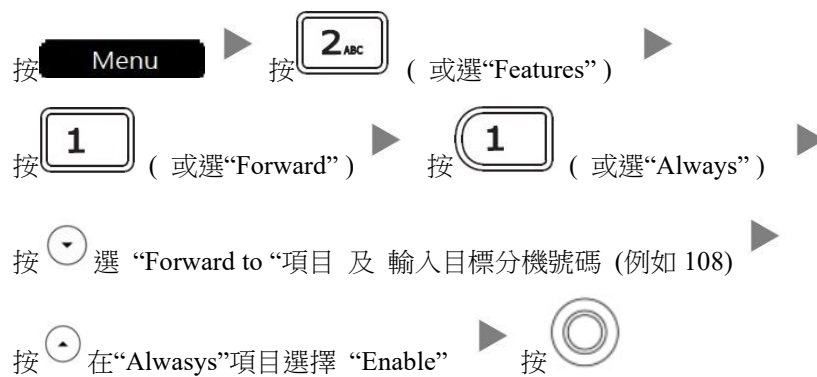 按 Menu 按 2 ABC ( 或選“Features” )
按 1 ( 或選“Forward” ) 按 1 ( 或選“Always” )
按 選 “Forward to “項目 及 輸入目標分機號碼 (例如 108)
按 在“Alwasys”項目選擇 “Enable” 按